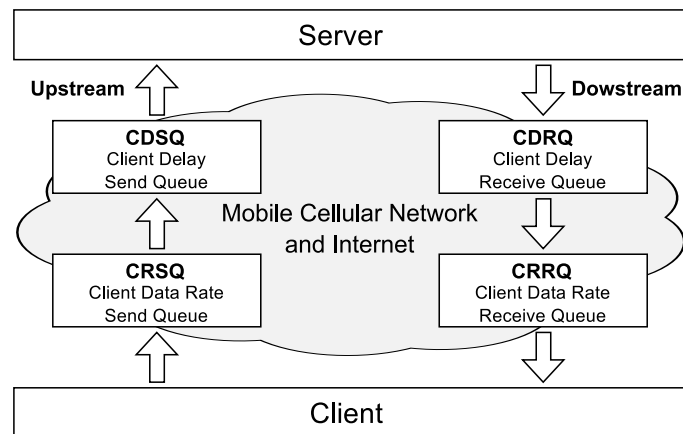 Server
Upstream
Dowstream
CDSQ
Client Delay
Send Queue
CDRQ
Client Delay
Receive Queue
Mobile Cellular Network
and Internet
CRSQ
Client Data Rate
Send Queue
CRRQ
Client Data Rate
Receive Queue
Client